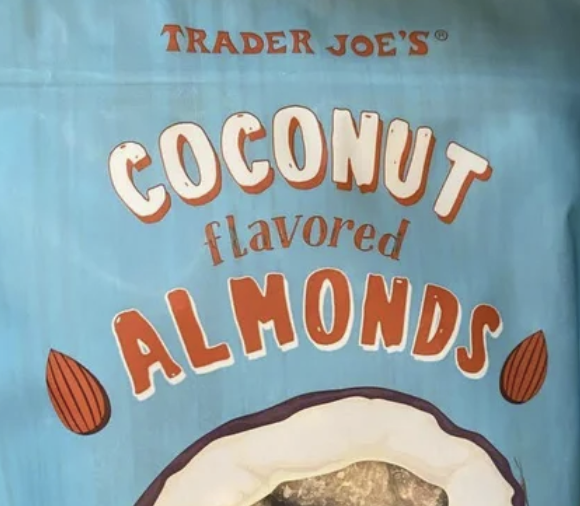 TRADER JOE'S®
COCONUT
flavored
ALMONDS